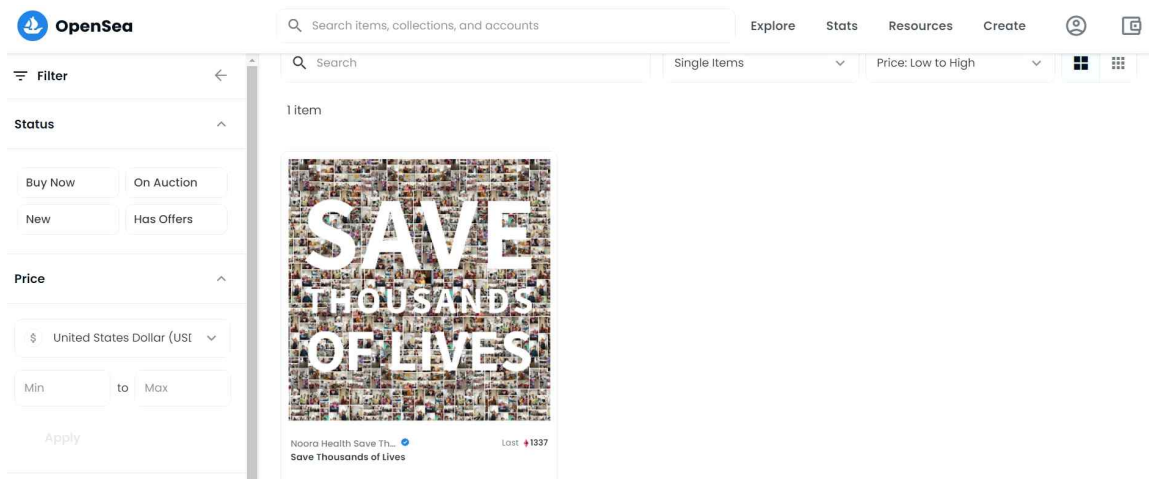 OpenSea
Search items, collections, and accounts
Explore Stats Resources Create
Filter
Search
Single Items
Price: Low to High
1 item
Status
Buy Now
On Auction
New
Has Offers
Price
$ United States Dollar (USD
Min to Max
Apply
SAVE
THOUSANDS
OF LIVES
Noora Health Save Th... Last 1337
Save Thousands of Lives